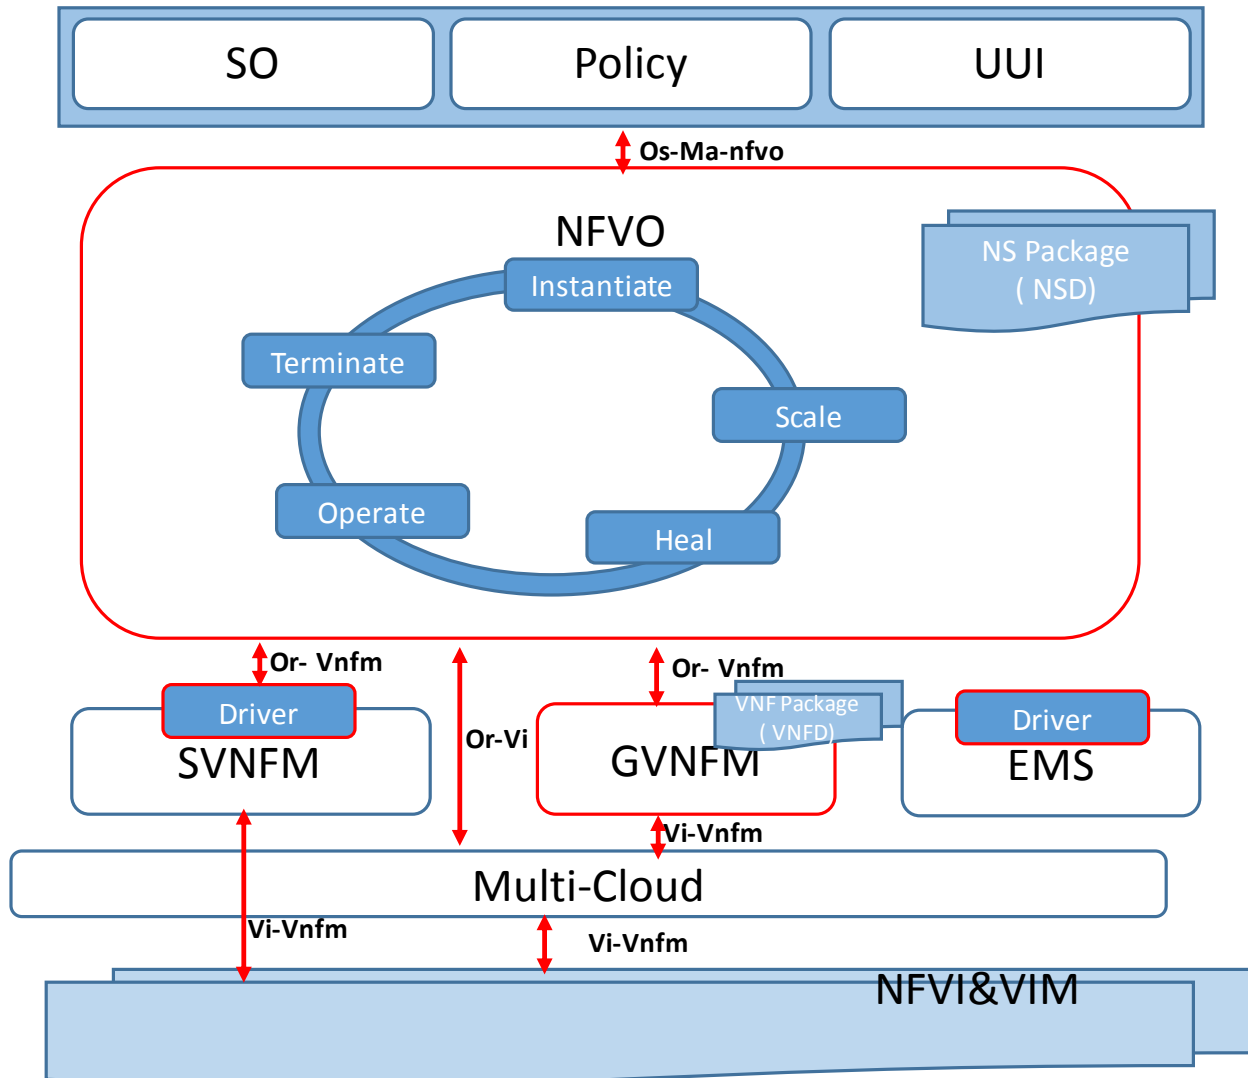 SO
Policy
UUI
Os-Ma-nfvo
NFVO
NS Package
( NSD)
Instantiate
Terminate
Scale
Operate
Heal
Or- Vnfm
Or- Vnfm
Driver
SVNFM
Or-Vi
GVNFM
VNF Package
( VNFD)
Driver
EMS
Vi-Vnfm
Multi-Cloud
Vi-Vnfm
Vi-Vnfm
NFVI&VIM